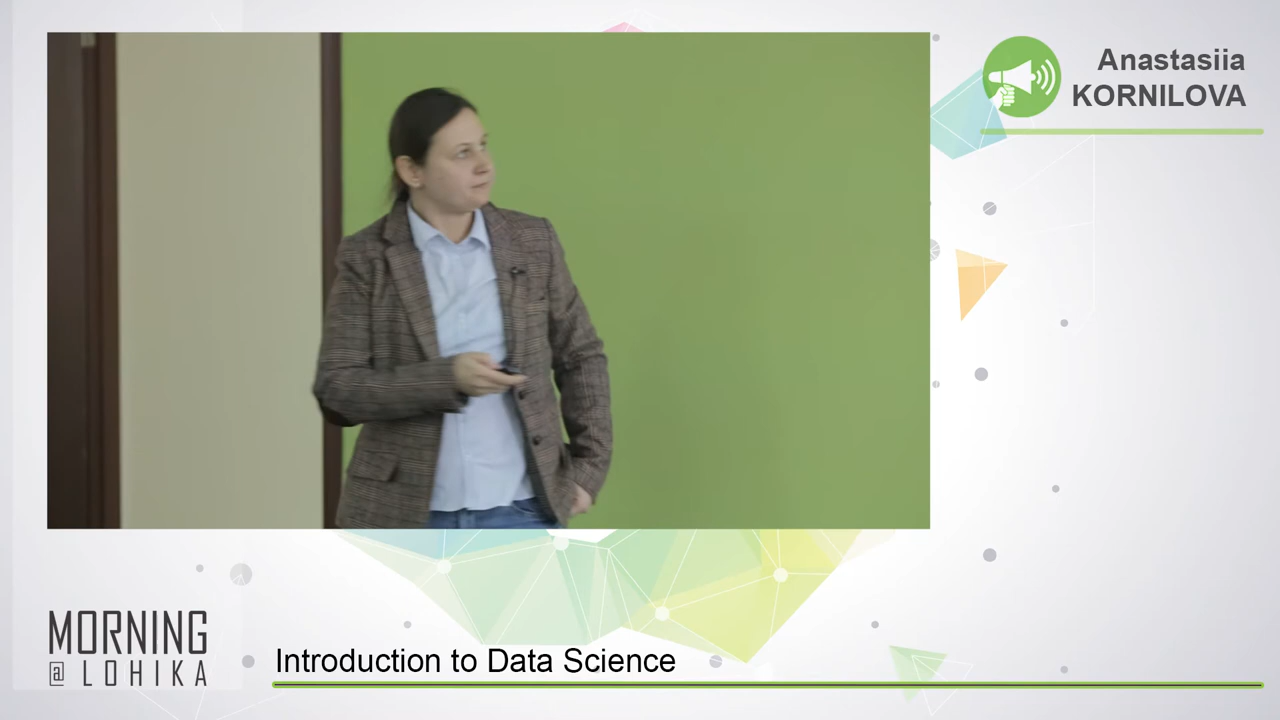 Anastasiia
KORNILOVA
MORNING
@ LOHIKA
Introduction to Data Science